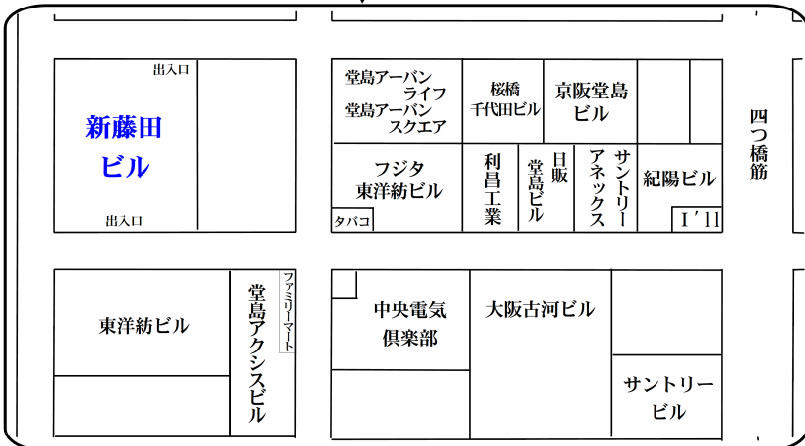 出入口
新藤田
ビル
出入口
堂島アーバン
ライフ
堂島アーバン
スクエア
桜橋
千代田ビル
京阪堂島
ビル
フジタ
東洋紡ビル
タバコ
利昌工業
日販
堂島ビル
サントリー
アネックス
紀陽ビル
I'll
四つ橋筋
東洋紡ビル
堂島アクシスビル
ファミリーマート
中央電気
倶楽部
大阪古河ビル
サントリー
ビル